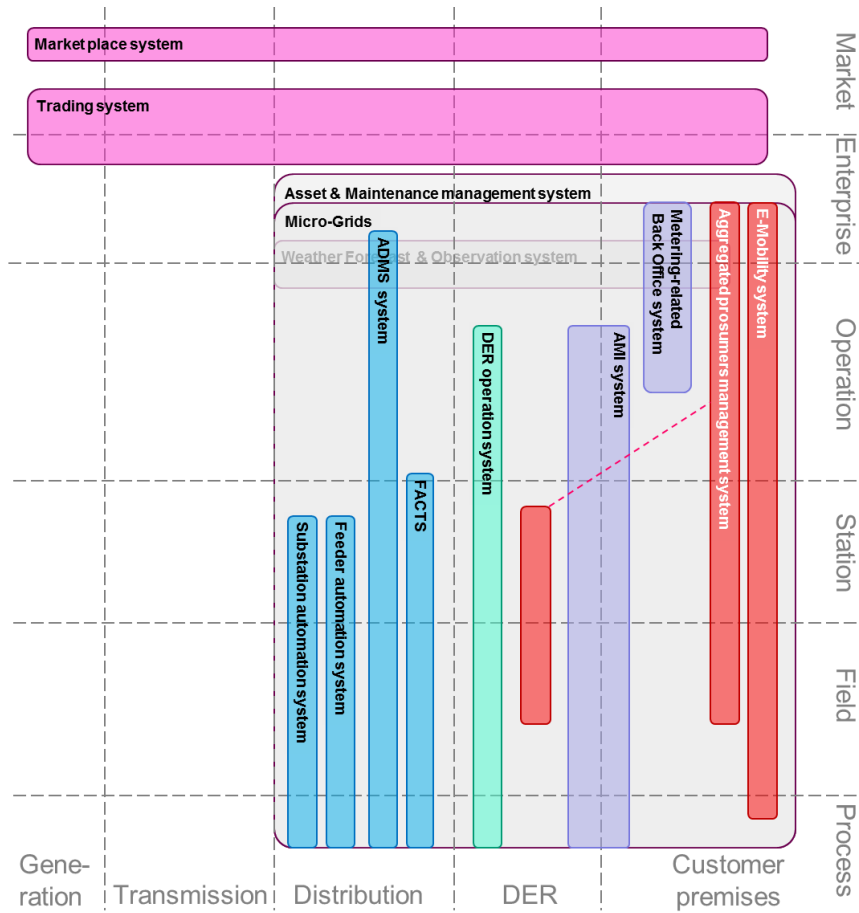 Market place system
Trading system
Market
Enterprise
Asset & Maintenance management system
Micro-Grids
Weather Forecast & Observation system
ADMS system
Metering-related
Back Office system
Aggregated prosumers management system
E-Mobility system
Operation
DER operation system
AMI system
FACTS
Substation automation system
Feeder automation system
Station
Field
Process
Gene-
ration
Transmission
Distribution
DER
Customer
premises